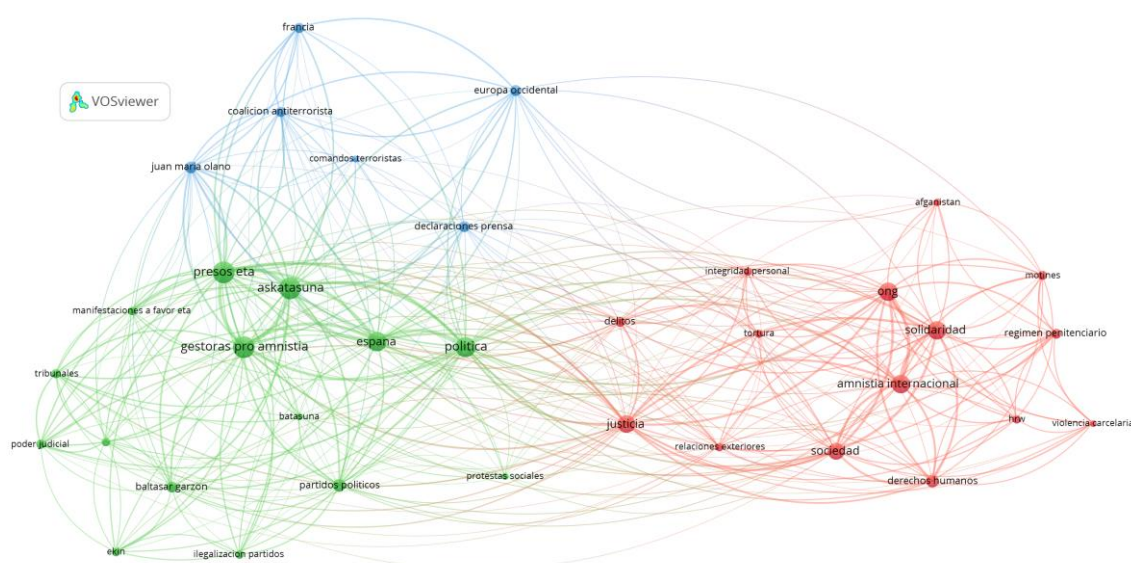 francia
VOSviewer
europa occidental
coalicion antiterrorista
comandos terroristas
juan maria olano
afganistan
declaraciones prensa
presos eta
integridad personal
motines
askatasuna
ong
manifestaciones a favor eta
delitos
solidaridad
tortura
regimen penitenciario
gestoras pro amnistia
españa
politica
tribunales
amnistia internacional
batasuna
justicia
hrw
violencia carcelaria
poder judicial
relaciones exteriores
sociedad
protestas sociales
derechos humanos
baltasar garzon
partidos politicos
ekin
ilegalizacion partidos